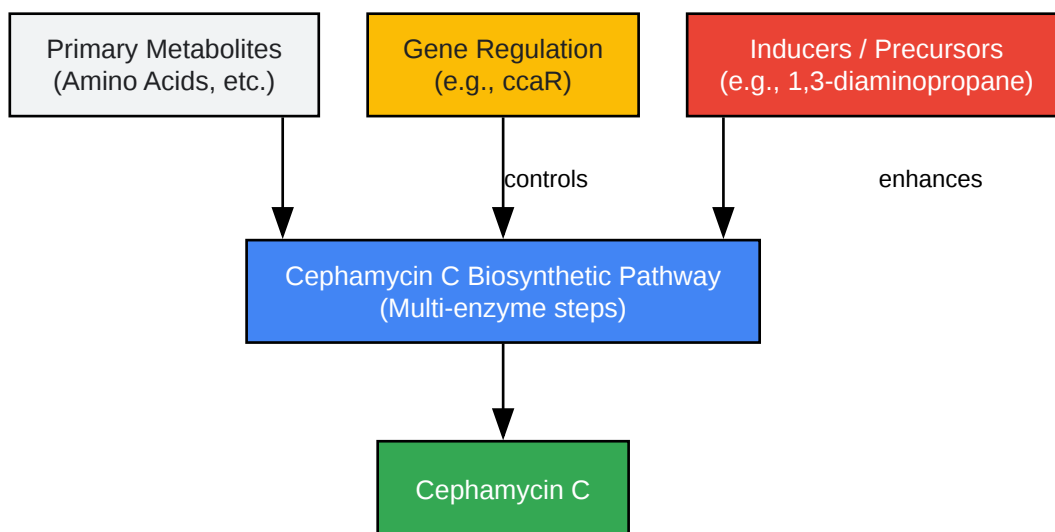 Primary Metabolites
(Amino Acids, etc.)
Gene Regulation
(e.g., ccaR)
Inducers / Precursors
(e.g., 1,3-diaminopropane)
controls
enhances
Cephamycin C Biosynthetic Pathway
(Multi-enzyme steps)
Cephamycin C